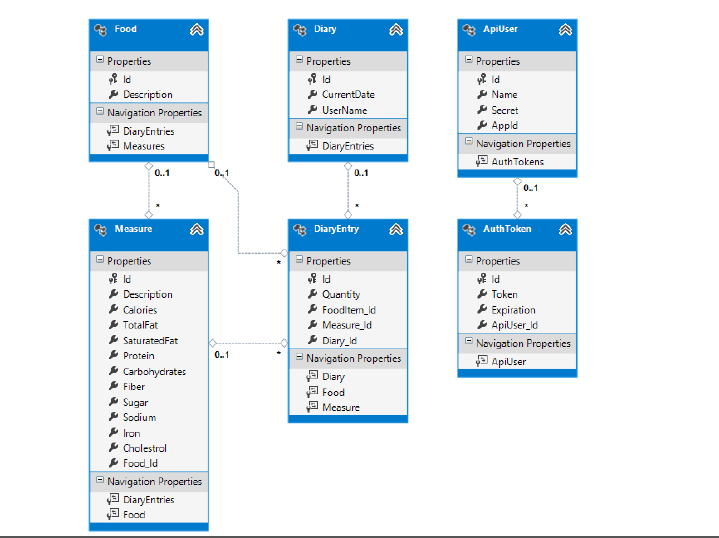 Food
Properties
Id
Description
Navigation Properties
DiaryEntries
Measures
Diary
Properties
Id
CurrentDate
UserName
Navigation Properties
DiaryEntries
ApiUser
Properties
Id
Name
Secret
AppId
Navigation Properties
AuthTokens
0..1
*
0..1
*
0..1
*
0..1
*
Measure
Properties
Id
Description
Calories
TotalFat
SaturatedFat
Protein
Carbohydrates
Fiber
Sugar
Sodium
Iron
Cholestrol
Food_Id
Navigation Properties
DiaryEntries
Food
0..1
*
DiaryEntry
Properties
Id
Quantity
FoodItem_Id
Measure_Id
Diary_Id
Navigation Properties
Diary
Food
Measure
AuthToken
Properties
Id
Token
Expiration
ApiUser_Id
Navigation Properties
ApiUser